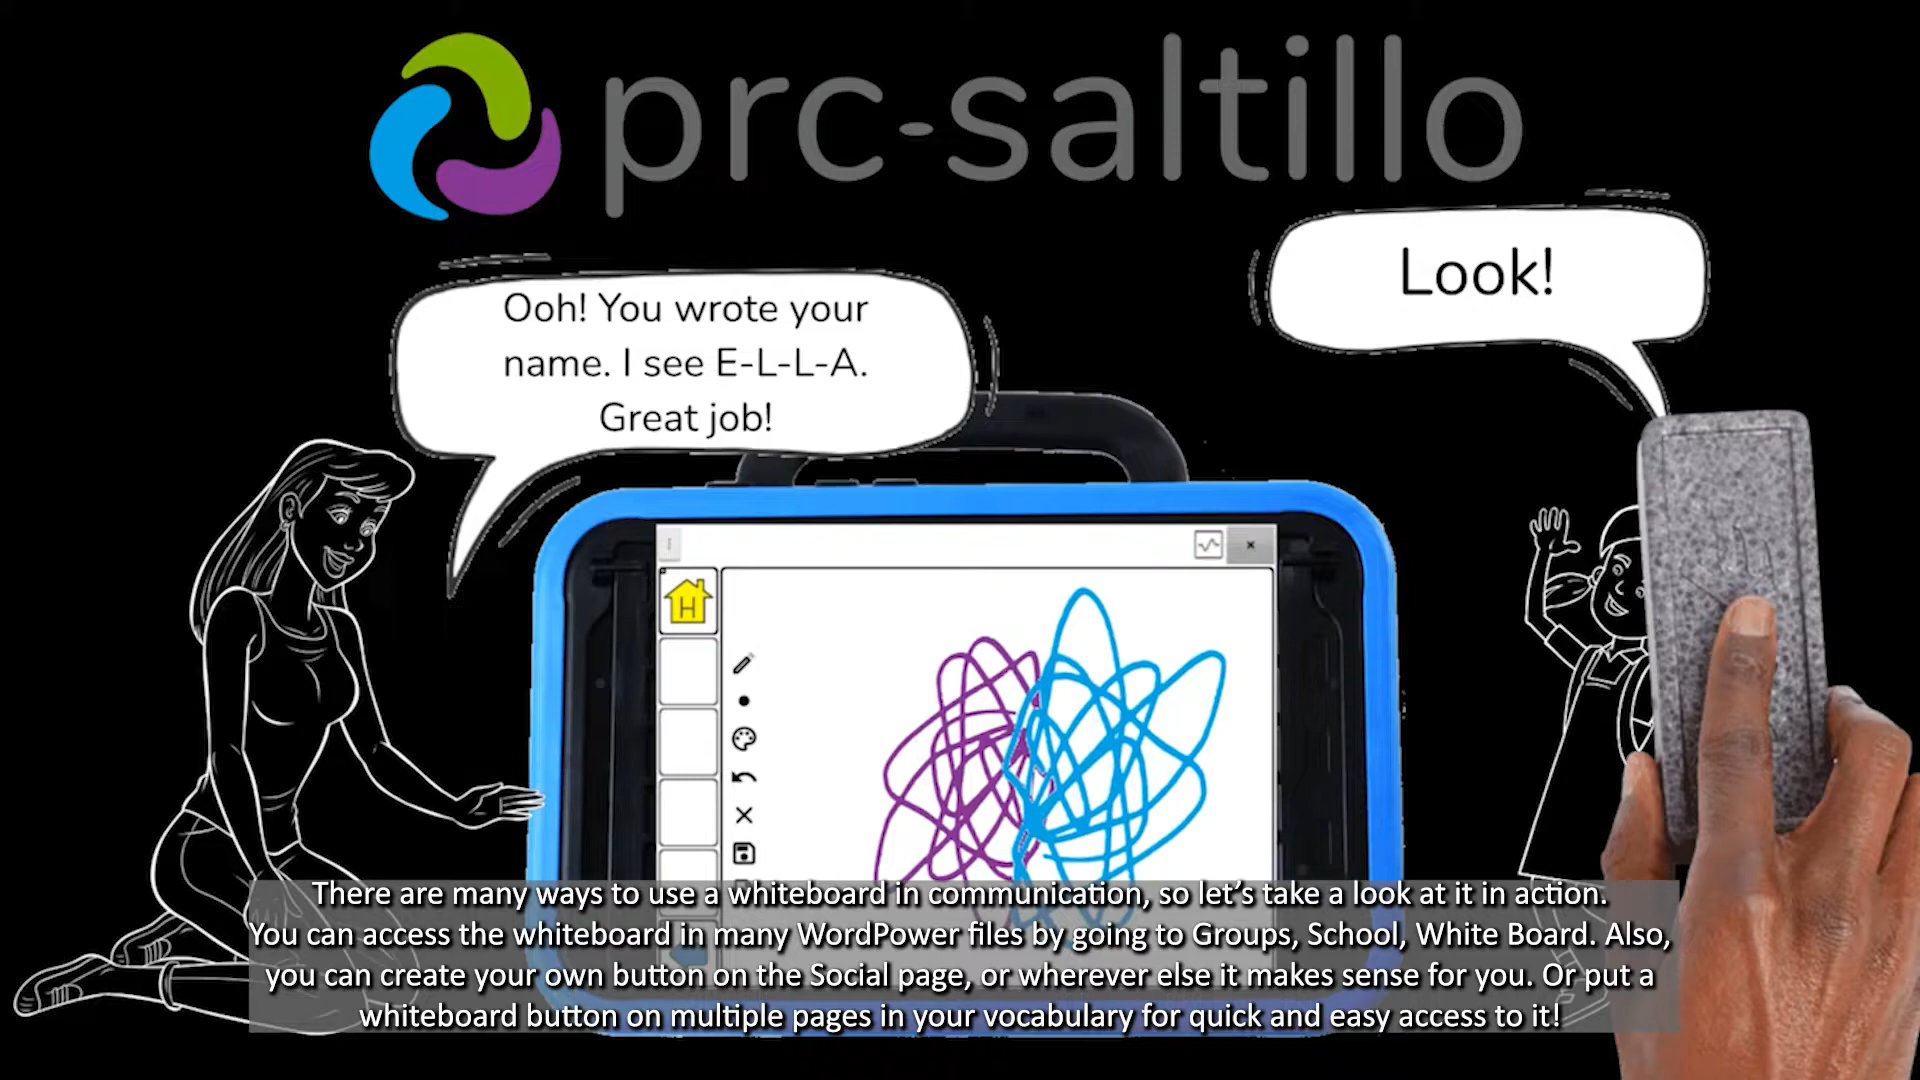 prc-saltillo
Look!
Ooh! You wrote your
name. I see E-L-L-A.
Great job!
H
There are many ways to use a whiteboard in communication, so let’s take a look at it in action.
You can access the whiteboard in many WordPower files by going to Groups, School, White Board. Also,
you can create your own button on the Social page, or wherever else it makes sense for you. Or put a
whiteboard button on multiple pages in your vocabulary for quick and easy access to it!